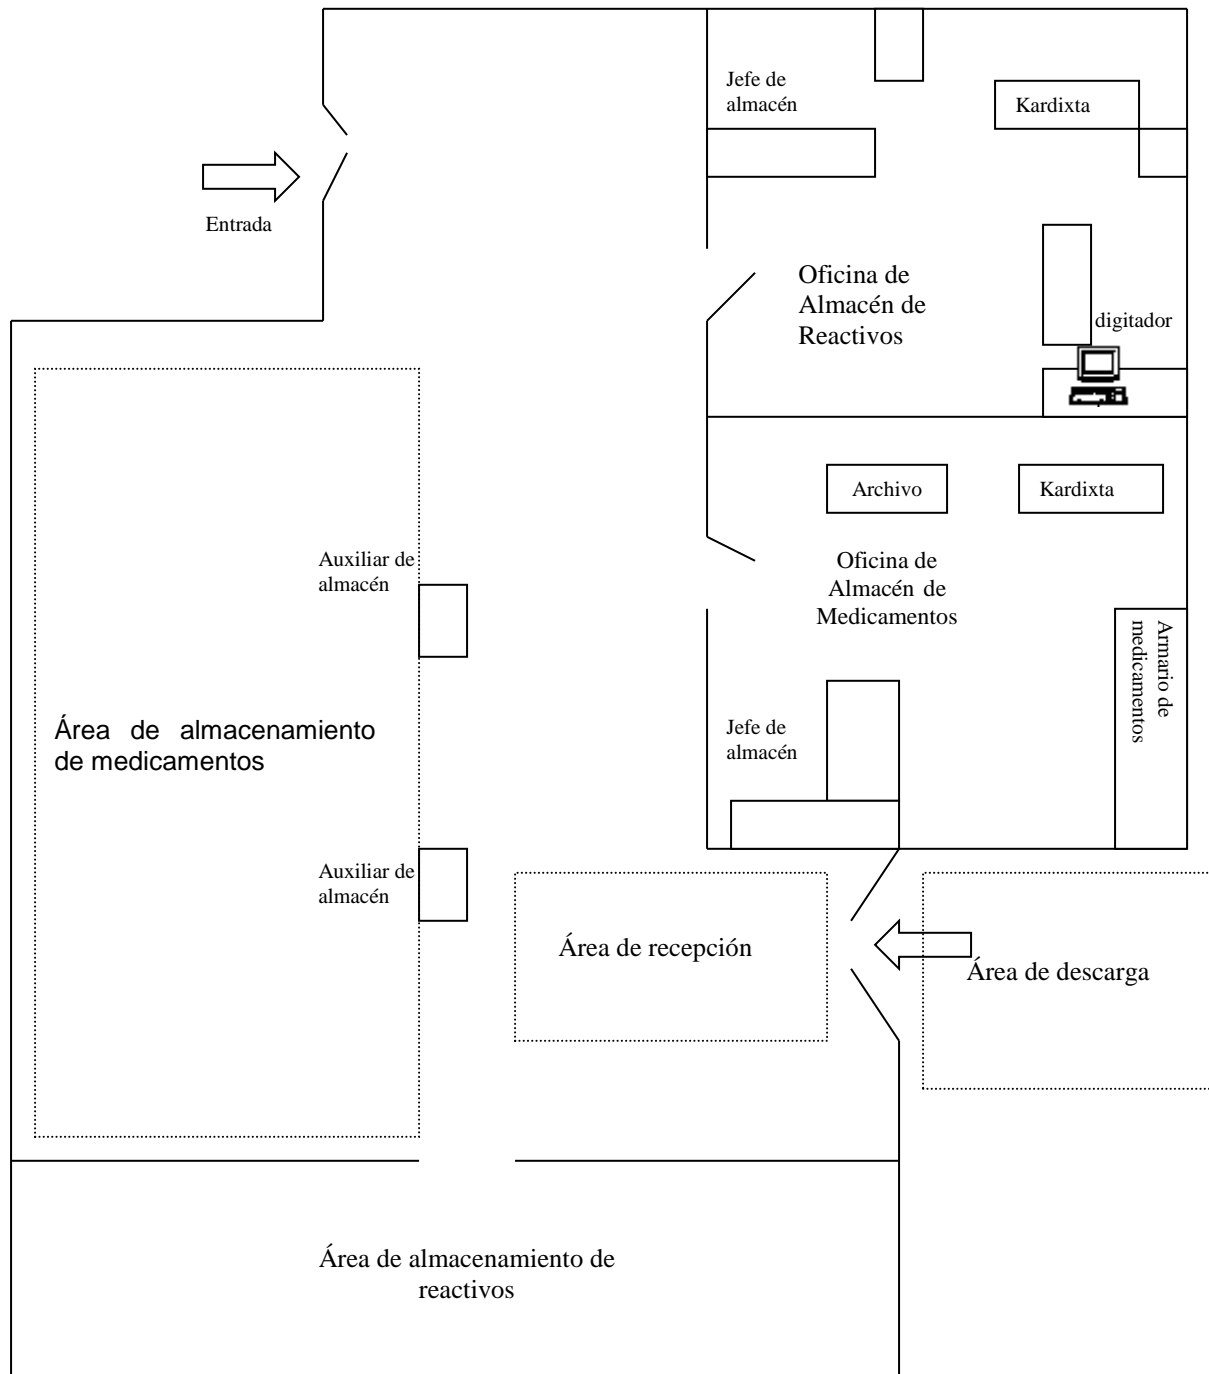 Jefe de
almacén
Kardixta
Entrada
Oficina de
Almacén de
Reactivos
digitador
Archivo
Kardixta
Auxiliar de
almacén
Oficina de
Almacén de
Medicamentos
Armario de
medicamentos
Área de almacenamiento
de medicamentos
Jefe de
almacén
Auxiliar de
almacén
Área de recepción
Área de descarga
Área de almacenamiento de
reactivos